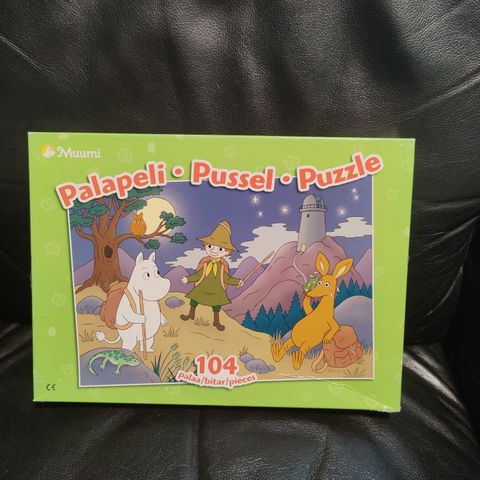 Muumi
Palapeli • Pussel • Puzzle
104
palaa/bitar/pieces
CE